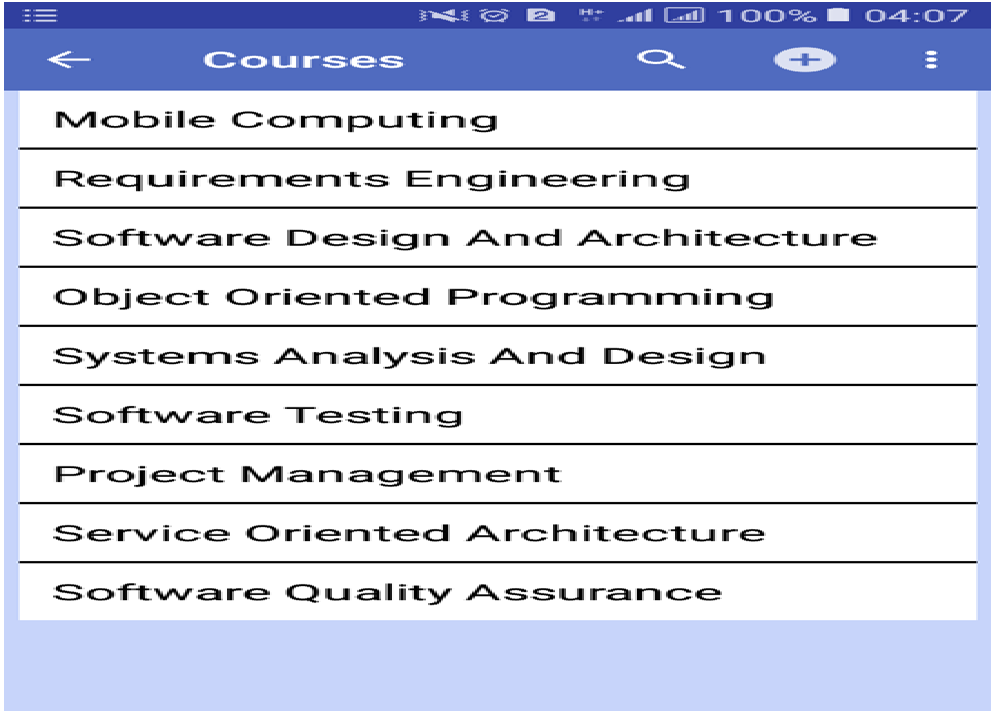 2 H+ 100% 04:07
Courses
Mobile Computing
Requirements Engineering
Software Design And Architecture
Object Oriented Programming
Systems Analysis And Design
Software Testing
Project Management
Service Oriented Architecture
Software Quality Assurance